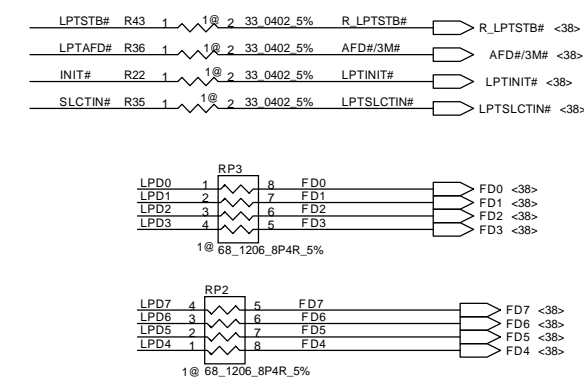 LPTSTB# R43 1 1@ 2 33_0402_5% R_LPTSTB# R_LPTSTB# <38>
LPTAFD# R36 1 1@ 2 33_0402_5% AFD#/3M# AFD#/3M# <38>
INIT# R22 1 1@ 2 33_0402_5% LPTINIT# LPTINIT# <38>
SLCTIN# R35 1 1@ 2 33_0402_5% LPTSLCTIN# LPTSLCTIN# <38>
RP3
LPD0 1 8 FD0 FD0 <38>
LPD1 2 7 FD1 FD1 <38>
LPD2 3 6 FD2 FD2 <38>
LPD3 4 5 FD3 FD3 <38>
1@ 68_1206_8P4R_5%
RP2
LPD7 4 5 FD7 FD7 <38>
LPD6 3 6 FD6 FD6 <38>
LPD5 2 7 FD5 FD5 <38>
LPD4 1 8 FD4 FD4 <38>
1@ 68_1206_8P4R_5%